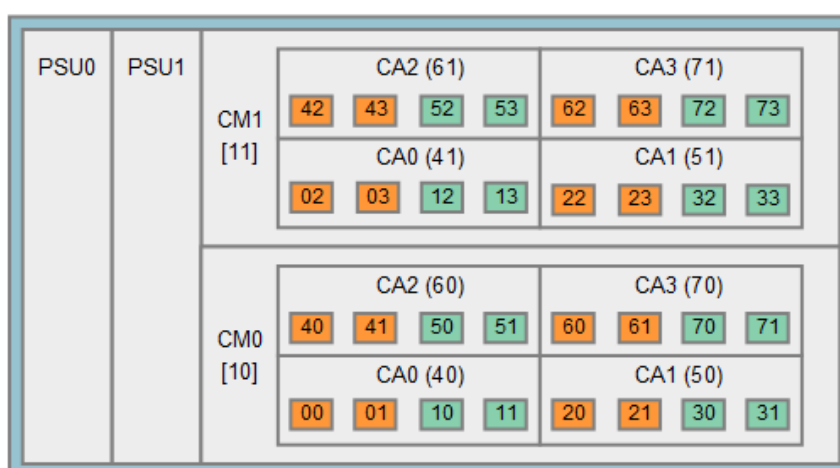 PSU0 PSU1
CM1
[11]
CA2 (61) CA3 (71)
42 43 52 53 62 63 72 73
CA0 (41) CA1 (51)
02 03 12 13 22 23 32 33
CM0
[10]
CA2 (60) CA3 (70)
40 41 50 51 60 61 70 71
CA0 (40) CA1 (50)
00 01 10 11 20 21 30 31